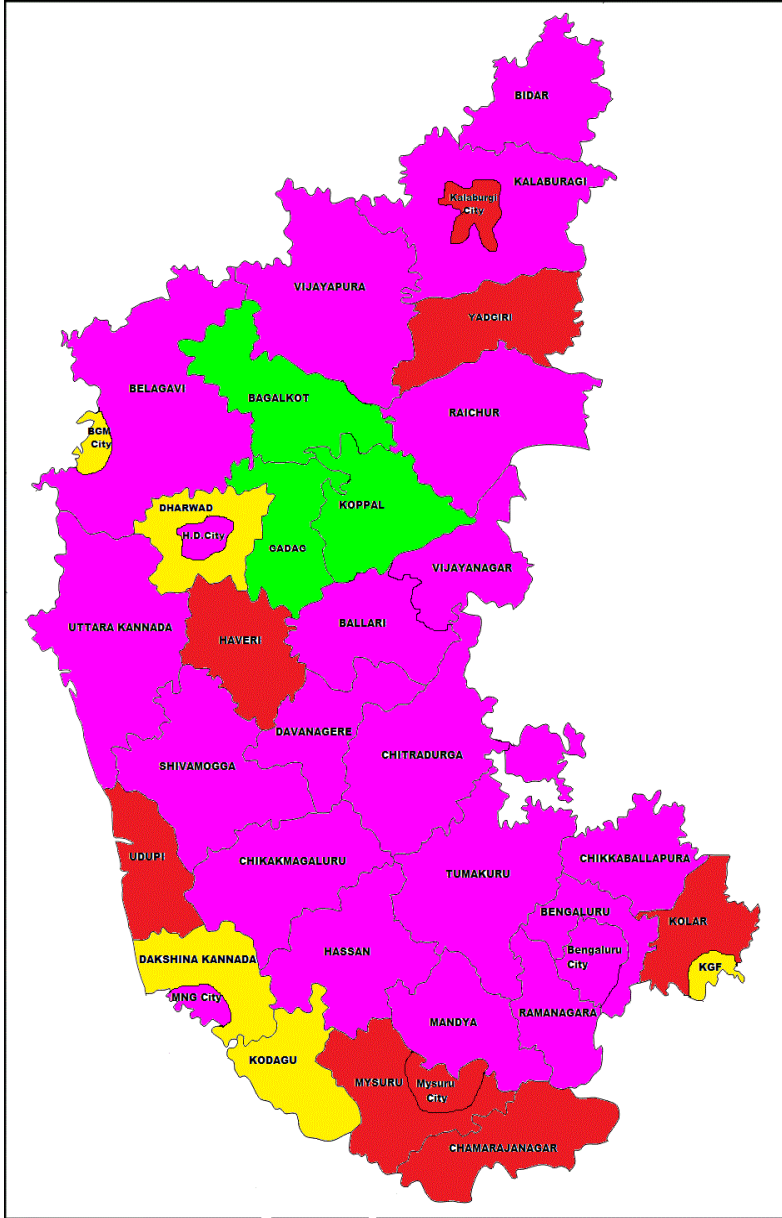 BIDAR
KALABURAGI
Kalaburgi
City
VIJAYAPURA
YADGIRI
BELAGAVI
BAGALKOT
RAICHUR
BGM
City
DHARWAD
KOPPAL
H.D.City
GADAG
VIJAYANAGAR
UTTARA KANNADA
HAVERI
BALLARI
DAVANAGERE
CHITRADURGA
SHIVAMOGGA
UDUPI
CHIKAKMAGALURU
TUMAKURU
CHIKKABALLAPURA
BENGALURU
KOLAR
HASSAN
Bengaluru
City
DAKSHINA KANNADA
KGF
MNG City
MANDYA
RAMANAGARA
KODAGU
MYSURU
Mysuru
City
CHAMARAJANAGAR